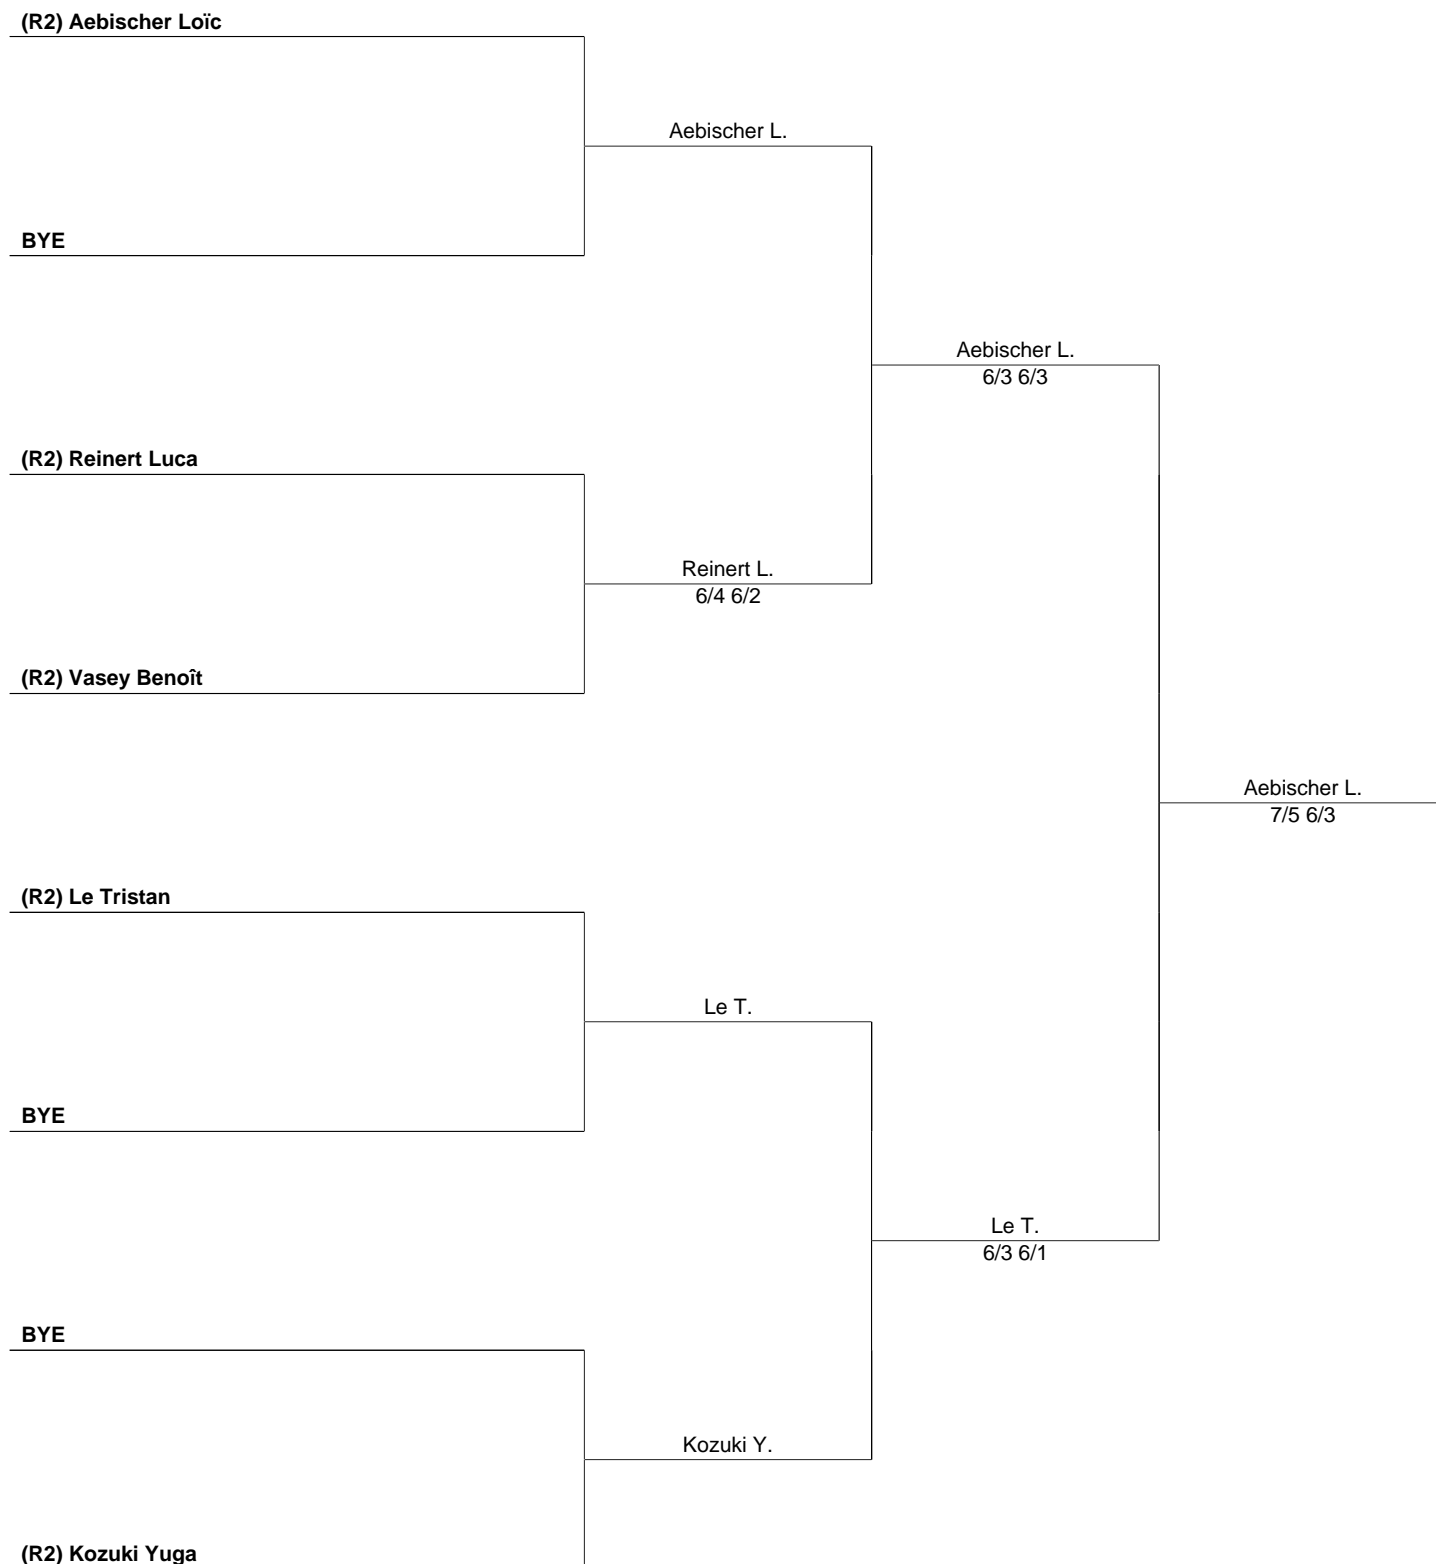 (R2) Aebischer Loïc
Aebischer L.
BYE
Aebischer L.
6/3 6/3
(R2) Reinert Luca
Reinert L.
6/4 6/2
(R2) Vasey Benoît
Aebischer L.
7/5 6/3
(R2) Le Tristan
Le T.
BYE
Le T.
6/3 6/1
BYE
Kozuki Y.
(R2) Kozuki Yuga